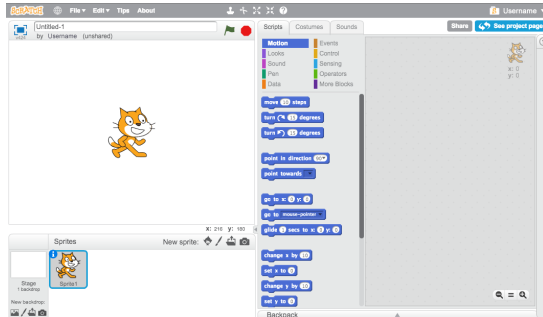 SCRATCH File▾ Edit▾ Tips About
Username
Untitled-1
by Username (unshared)
Scripts Costumes Sounds
Share See project page
Motion Events
Looks Control
Sound Sensing
Pen Operators
Data More Blocks
x: 0
y: 0
move 10 steps
turn 15 degrees
turn 15 degrees
point in direction 90▾
point towards
go to x: 0 y: 0
go to mouse-pointer
glide 1 secs to x: 0 y: 0
change x by 10
set x to 0
change y by 10
set y to 0
X: 216 Y: 160
Sprites New sprite:
Stage
1 backdrop
Sprite1
New backdrop:
Backpack